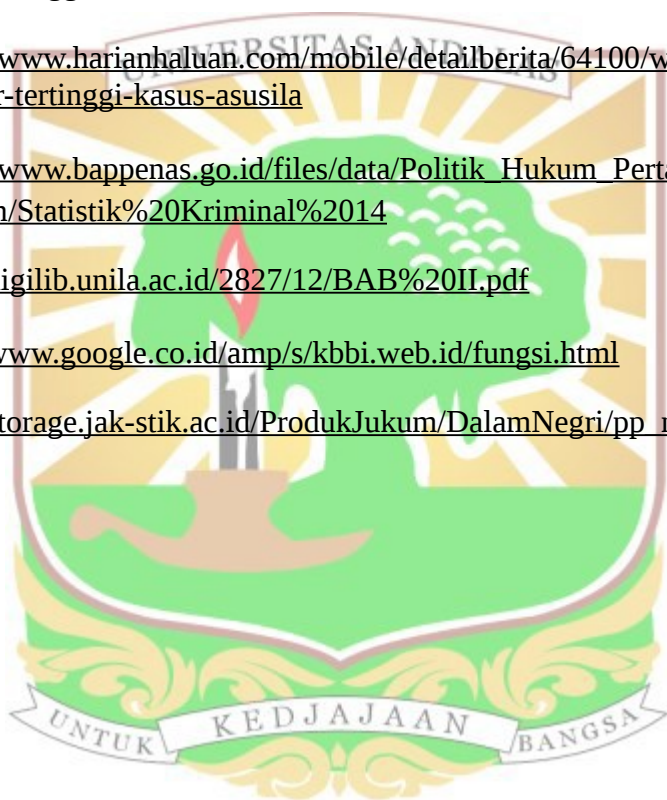 UNIVERSITAS ANDALAS
www.harianhaluan.com/mobile/detailberita/64100/w
r-tertinggi-kasus-asusila
www.bappenas.go.id/files/data/Politik_Hukum_Perta
n/Statistik%20Kriminal%2014
igilib.unila.ac.id/2827/12/BAB%20II.pdf
www.google.co.id/amp/s/kbbi.web.id/fungsi.html
torage.jak-stik.ac.id/ProdukJukum/DalamNegri/pp_n
UNTUK KEDJAJAAN BANGSA